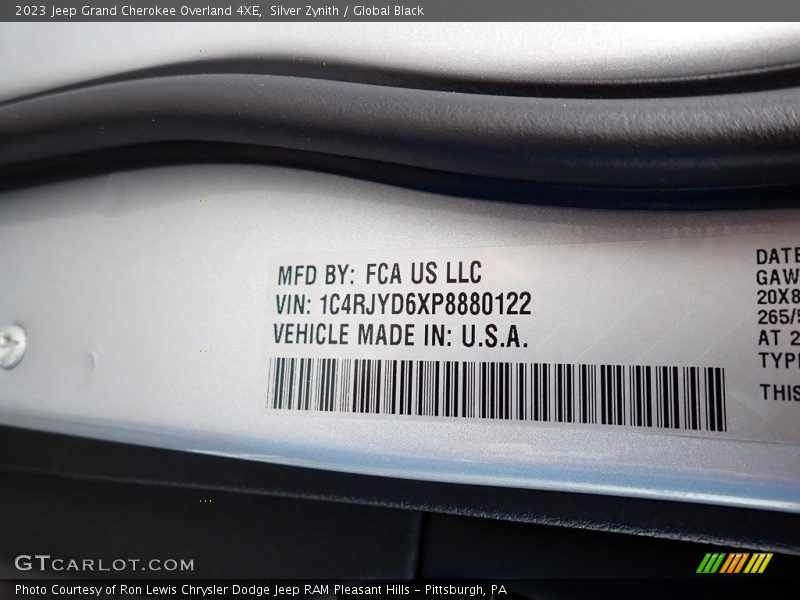 2023 Jeep Grand Cherokee Overland 4XE, Silver Zynith / Global Black
MFD BY: FCA US LLC
VIN: 1C4RJYD6XP8880122
VEHICLE MADE IN: U.S.A.
DATE
GAW
20X8
265/5
AT 2
TYP
THIS
GTCARLOT.COM
Photo Courtesy of Ron Lewis Chrysler Dodge Jeep RAM Pleasant Hills - Pittsburgh, PA